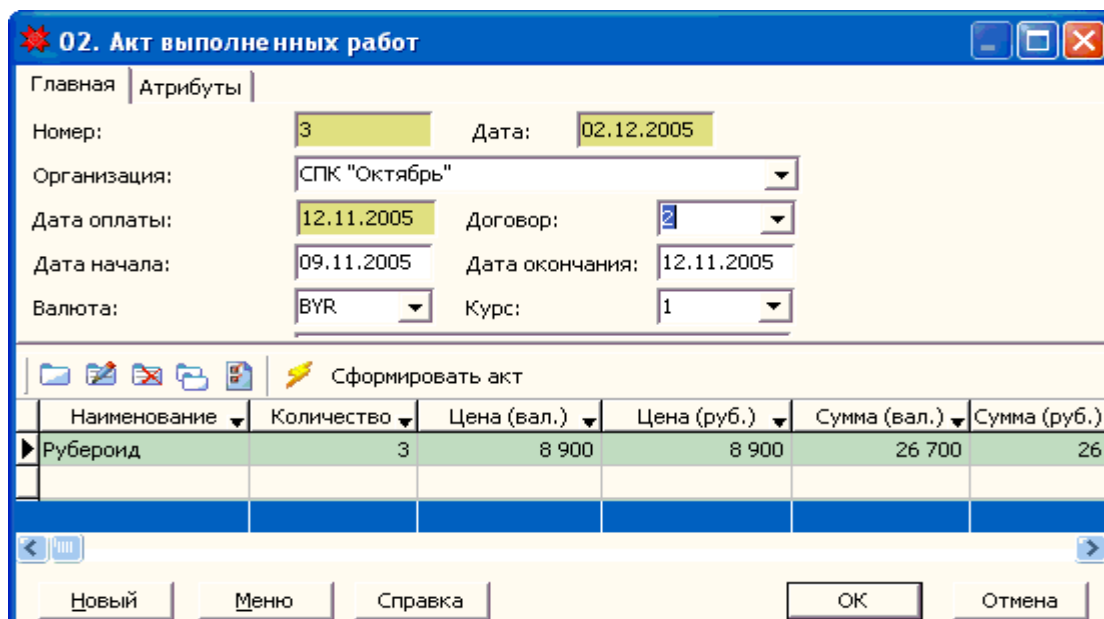 02. Акт выполненных работ
Главная Атрибуты
Номер: 3 Дата: 02.12.2005
Организация: СПК "Октябрь"
Дата оплаты: 12.11.2005 Договор: 2
Дата начала: 09.11.2005 Дата окончания: 12.11.2005
Валюта: BYR Курс: 1
Сформировать акт
Наименование Количество Цена (вал.) Цена (руб.) Сумма (вал.) Сумма (руб.)
Рубероид 3 8 900 8 900 26 700 26
Новый Меню Справка ОК Отмена